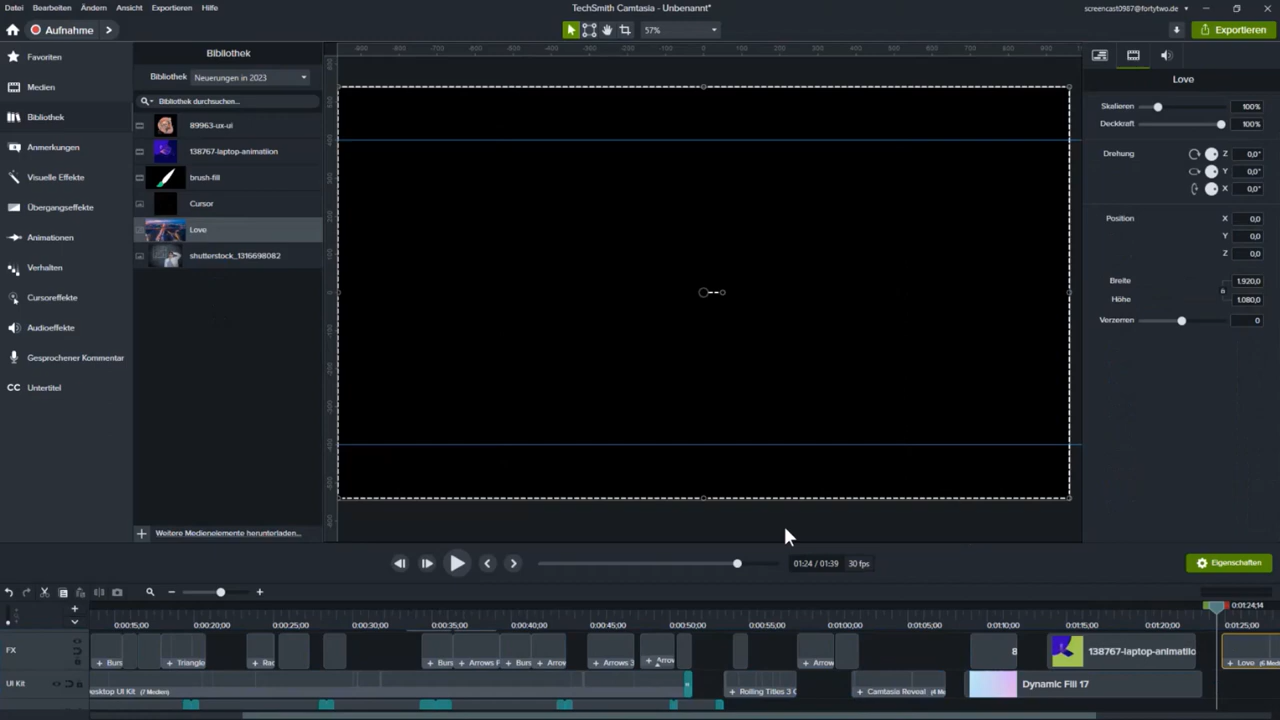 Datei Bearbeiten Ändern Ansicht Exportieren Hilfe
TechSmith Camtasia - Unbenannt*
screencast0987@fortytwo.de
Aufnahme
57%
Exportieren
Favoriten
Medien
Bibliothek
Anmerkungen
Visuelle Effekte
Übergangseffekte
Animationen
Verhalten
Cursoreffekte
Audioeffekte
Gesprochener Kommentar
CC Untertitel
Bibliothek
Bibliothek Neuerungen in 2023
Bibliothek durchsuchen...
89963-ux-ui
138767-laptop-animatiion
brush-fill
Cursor
Love
shutterstock_1316698082
Weitere Medienelemente herunterladen...
Love
Skalieren 100%
Deckkraft 100%
Drehung Z 0,0°
Y 0,0°
X 0,0°
Position X 0,0
Y 0,0
Z 0,0
Breite 1.920,0
Höhe 1.080,0
Verzerren 0
01:24 / 01:39 30 fps
Eigenschaften
0:01:24;14
0:00:15;00 0:00:20;00 0:00:25;00 0:00:30;00 0:00:35;00 0:00:40;00 0:00:45;00 0:00:50;00 0:00:55;00 0:01:00;00 0:01:05;00 0:01:10;00 0:01:15;00 0:01:20;00 0:01:25;00
FX
+ Burs + Triangle + Rac + Burs + Arrows F + Burs + Arrow + Arrows 3 + Arrow + Arrow 8 138767-laptop-animatiio + Love (6 Med
UI Kit
esktop UI Kit (7 Medien) + Rolling Titles 3 C + Camtasia Reveal (4 Me Dynamic Fill 17